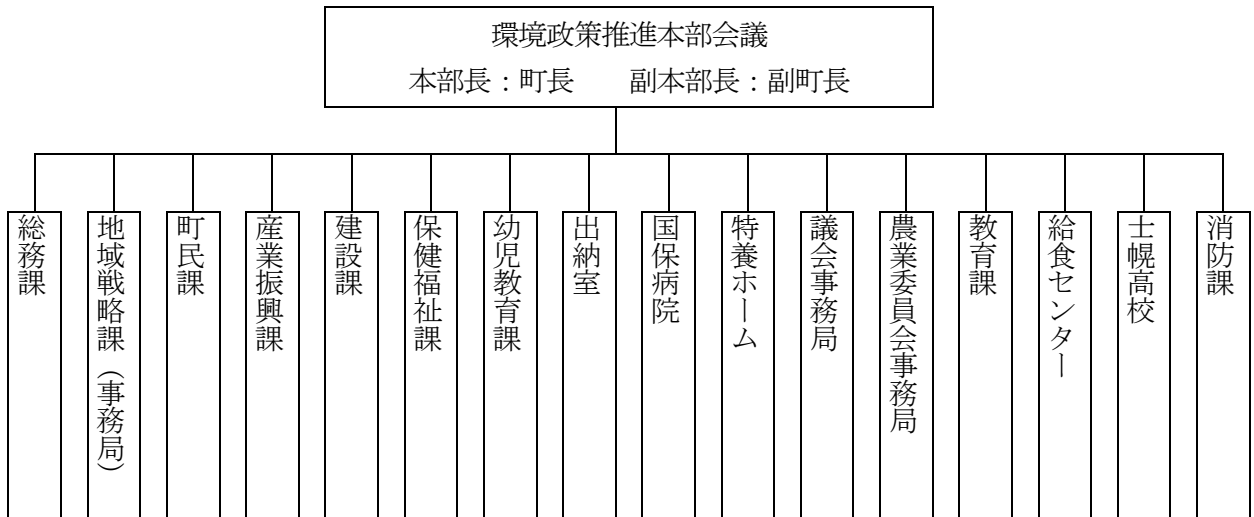 環境政策推進本部会議
本部長：町長　　副本部長：副町長
総務課
地域戦略課（事務局）
町民課
産業振興課
建設課
保健福祉課
幼児教育課
出納室
国保病院
特養ホーム
議会事務局
農業委員会事務局
教育課
給食センター
士幌高校
消防課